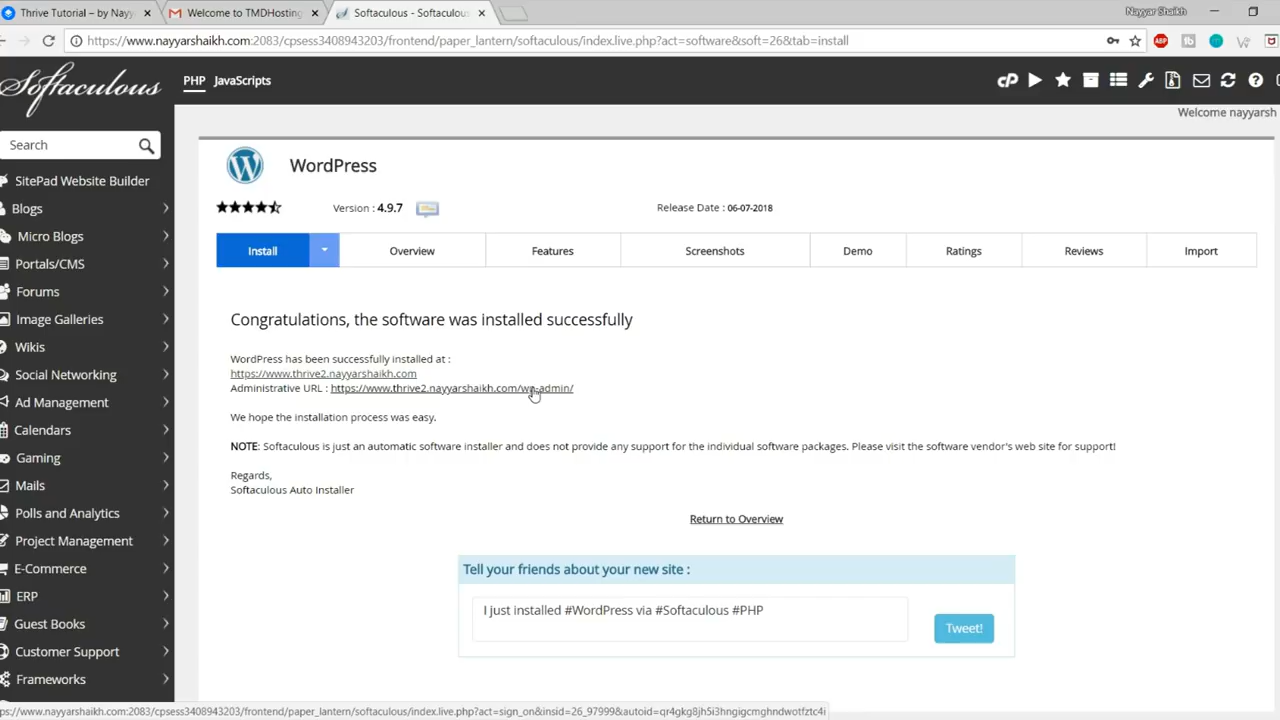 Thrive Tutorial – by Nayy
Welcome to TMDHosting
Softaculous - Softaculous
Nayyar Shaikh
https://www.nayyarshaikh.com:2083/cpsess3408943203/frontend/paper_lantern/softaculous/index.live.php?act=software&soft=26&tab=install
Softaculous
PHP
JavaScripts
Welcome nayyarsh
Search
SitePad Website Builder
Blogs
Micro Blogs
Portals/CMS
Forums
Image Galleries
Wikis
Social Networking
Ad Management
Calendars
Gaming
Mails
Polls and Analytics
Project Management
E-Commerce
ERP
Guest Books
Customer Support
Frameworks
WordPress
Version : 4.9.7
Release Date : 06-07-2018
Install
Overview
Features
Screenshots
Demo
Ratings
Reviews
Import
Congratulations, the software was installed successfully
WordPress has been successfully installed at :
https://www.thrive2.nayyarshaikh.com
Administrative URL : https://www.thrive2.nayyarshaikh.com/wp-admin/
We hope the installation process was easy.
NOTE: Softaculous is just an automatic software installer and does not provide any support for the individual software packages. Please visit the software vendor's web site for support!
Regards,
Softaculous Auto Installer
Return to Overview
Tell your friends about your new site :
I just installed #WordPress via #Softaculous #PHP
Tweet!
ps://www.nayyarshaikh.com:2083/cpsess3408943203/frontend/paper_lantern/softaculous/index.live.php?act=sign_on&insid=26_97999&autoid=qr4gkg8jh5i3hngigcmghndwotfztc4i